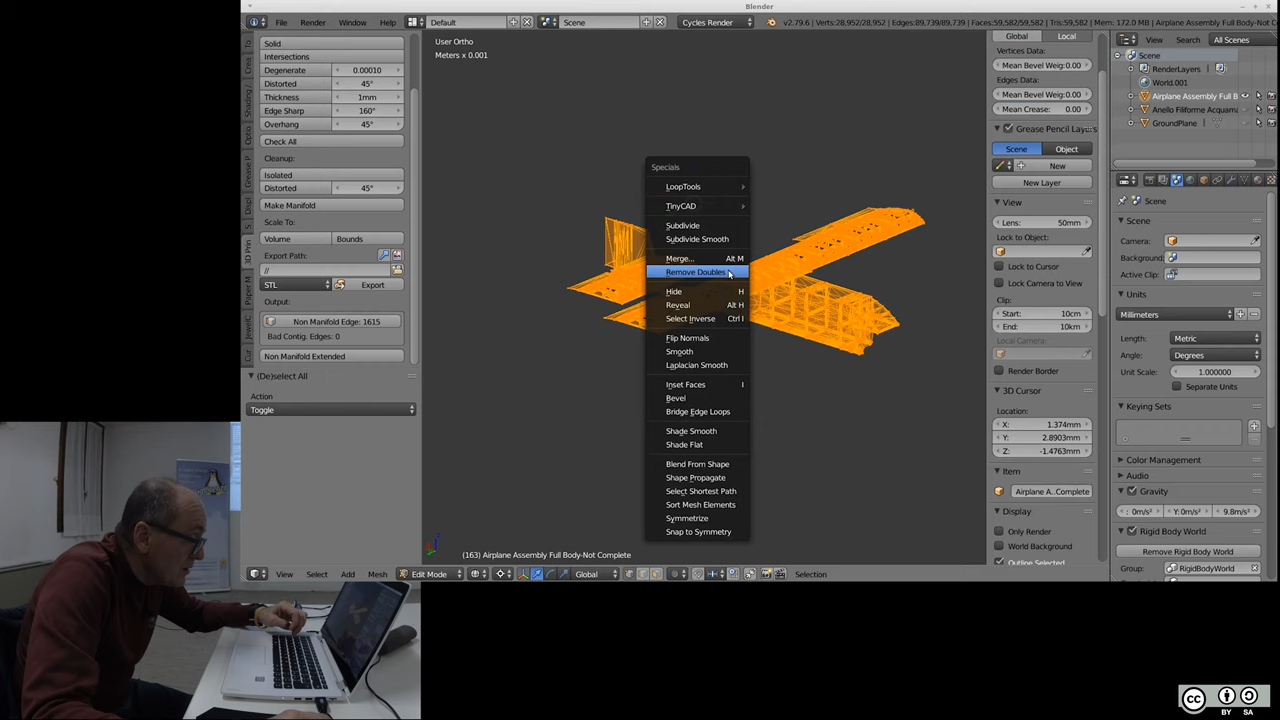 Blender
File Render Window Help
Default
Scene
Cycles Render
v2.79.6 | Verts:28,952/28,952 | Edges:89,739/89,739 | Faces:59,582/59,582 | Tris:59,582 | Mem: 172.0 MB | Airplane Assembly Full Body-Not
Solid
Intersections
Degenerate 0.00010
Distorted 45°
Thickness 1mm
Edge Sharp 160°
Overhang 45°
Check All
Cleanup:
Isolated
Distorted 45°
Make Manifold
Scale To:
Volume Bounds
Export Path:
//
STL Export
Output:
Non Manifold Edge: 1615
Bad Contig. Edges: 0
Non Manifold Extended
(De)select All
Action
Toggle
User Ortho
Meters x 0.001
Specials
LoopTools
TinyCAD
Subdivide
Subdivide Smooth
Merge... Alt M
Remove Doubles
Hide H
Reveal Alt H
Select Inverse Ctrl I
Flip Normals
Smooth
Laplacian Smooth
Inset Faces I
Bevel
Bridge Edge Loops
Shade Smooth
Shade Flat
Blend From Shape
Shape Propagate
Select Shortest Path
Sort Mesh Elements
Symmetrize
Snap to Symmetry
(163) Airplane Assembly Full Body-Not Complete
View Select Add Mesh Edit Mode Global Selection
Global Local
Vertices Data:
Mean Bevel Weig:0.00
Edges Data:
Mean Bevel Weig:0.00
Mean Crease: 0.00
Grease Pencil Layers
Scene Object
New
New Layer
View
Lens: 50mm
Lock to Object:
Lock to Cursor
Lock Camera to View
Clip:
Start: 10cm
End: 10km
Local Camera:
Render Border
3D Cursor
Location:
X: 1.374mm
Y: 2.8903mm
Z: -1.4763mm
Item
Airplane A..Complete
Display
Only Render
World Background
Outline Selected
View Search All Scenes
Scene
RenderLayers
World.001
Airplane Assembly Full B
Anello Filiforme Acquam
GroundPlane
Scene
Scene
Camera:
Background:
Active Clip:
Units
Millimeters
Length: Metric
Angle: Degrees
Unit Scale: 1.000000
Separate Units
Keying Sets
Color Management
Audio
Gravity
: 0m/s² Y: 0m/s² 9.8m/s²
Rigid Body World
Remove Rigid Body World
Group: RigidBodyWorld
CC BY SA